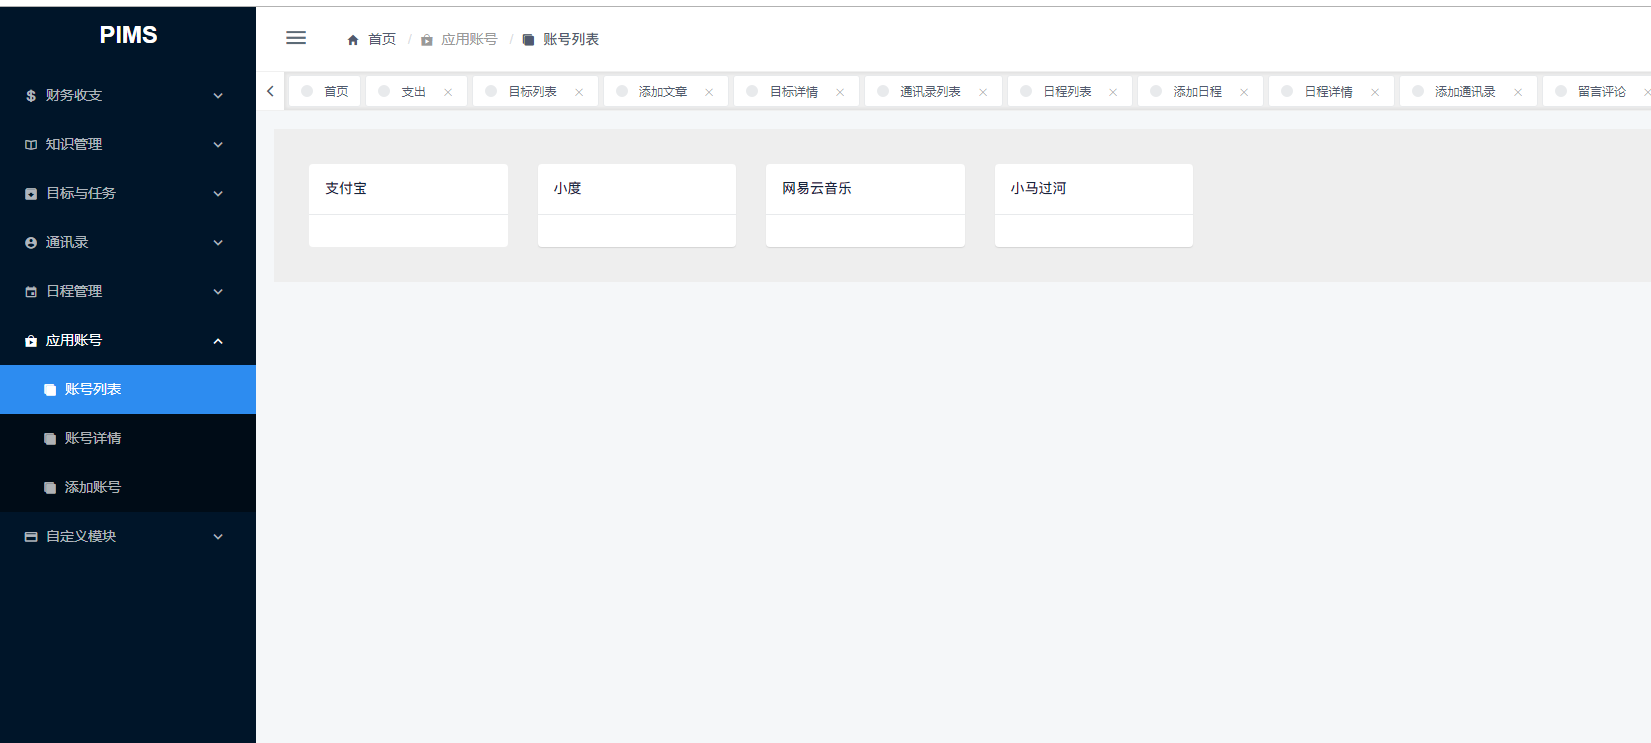 PIMS
财务收支
知识管理
目标与任务
通讯录
日程管理
应用账号
账号列表
账号详情
添加账号
自定义模块
首页 / 应用账号 / 账号列表
首页 支出 目标列表 添加文章 目标详情 通讯录列表 日程列表 添加日程 日程详情 添加通讯录 留言评论
支付宝 小度 网易云音乐 小马过河